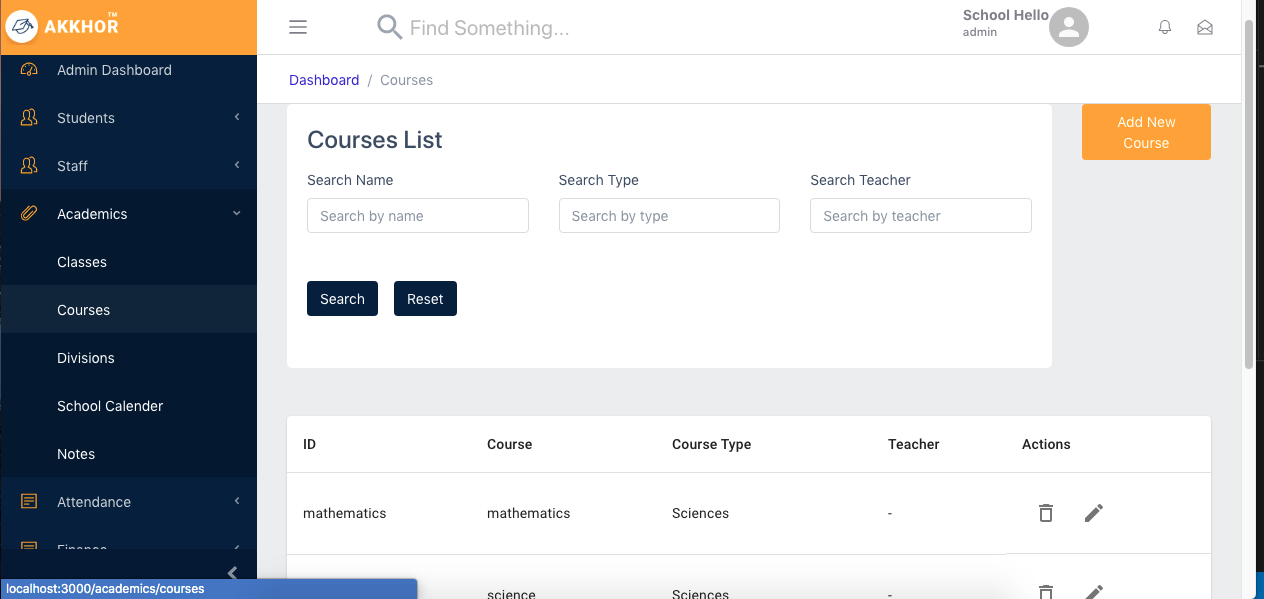 AKKHOR™
Find Something...
School Hello
admin
Admin Dashboard
Students
Staff
Academics
Classes
Courses
Divisions
School Calender
Notes
Attendance
Finance
localhost:3000/academics/courses
Dashboard / Courses
Courses List
Search Name
Search Type
Search Teacher
Search by name
Search by type
Search by teacher
Search
Reset
Add New
Course
ID Course Course Type Teacher Actions
mathematics mathematics Sciences -
science Sciences -